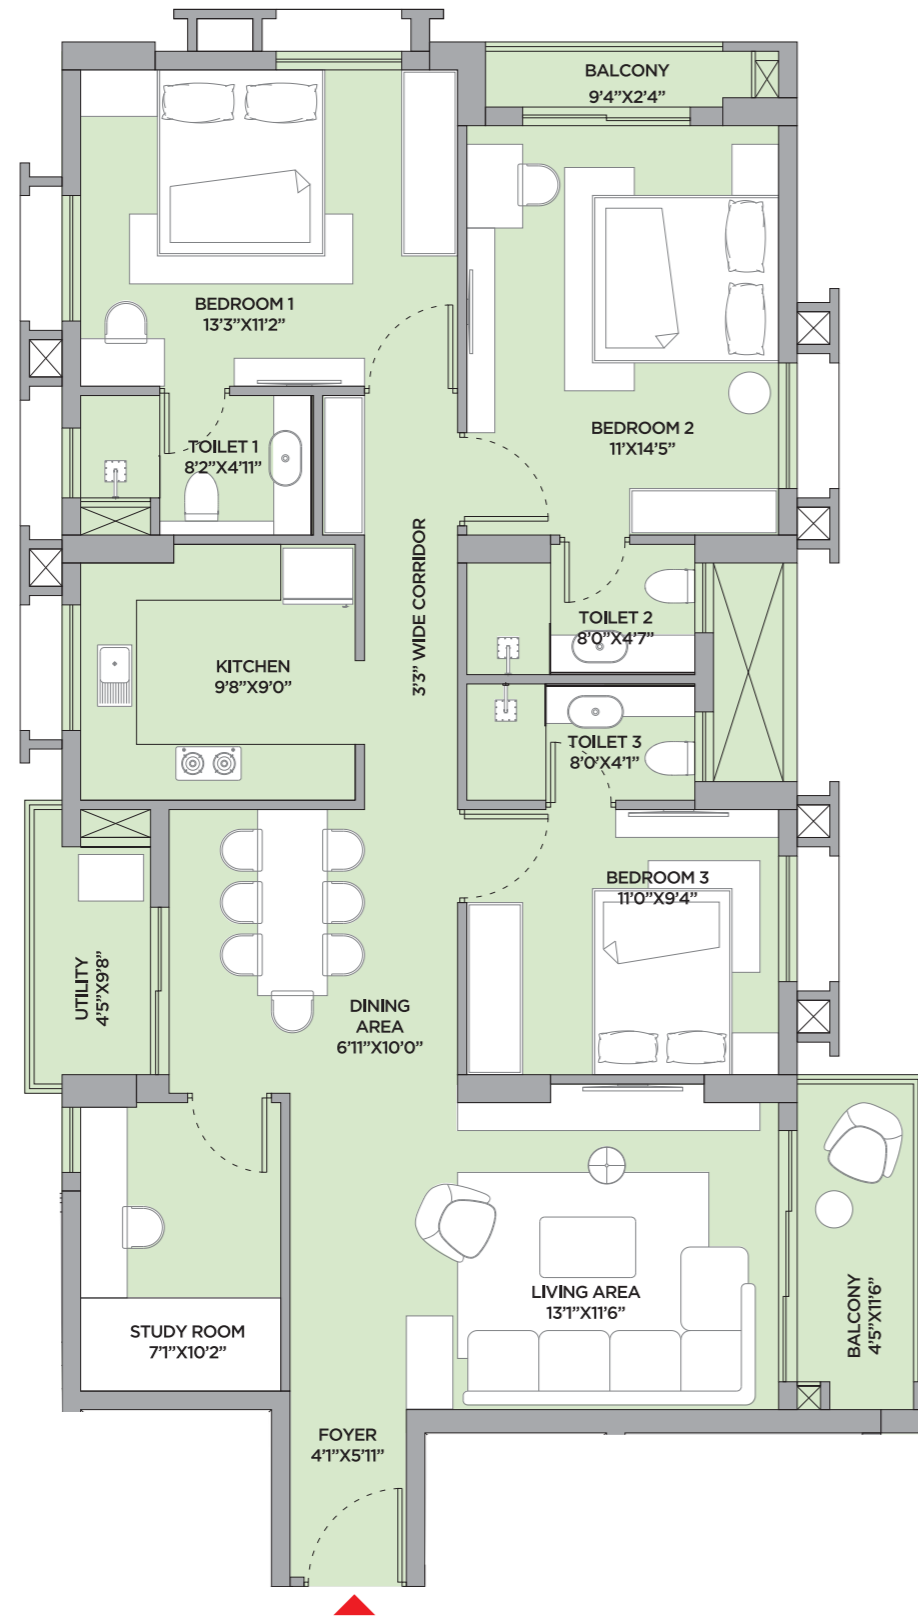 BALCONY
9'4”X2'4”
BEDROOM 1
13'3”X11'2”
BEDROOM 2
11'X14'5”
TOILET 1
8'2”X4'11”
3'3” WIDE CORRIDOR
TOILET 2
8'0”X4'7”
KITCHEN
9'8”X9'0”
TOILET 3
8'0”X4'1”
BEDROOM 3
11'0”X9'4”
UTILITY
4'5”X9'8”
DINING
AREA
6'11”X10'0”
LIVING AREA
13'1”X11'6”
BALCONY
4'5”X11'6”
STUDY ROOM
7'1”X10'2”
FOYER
4'1”X5'11”